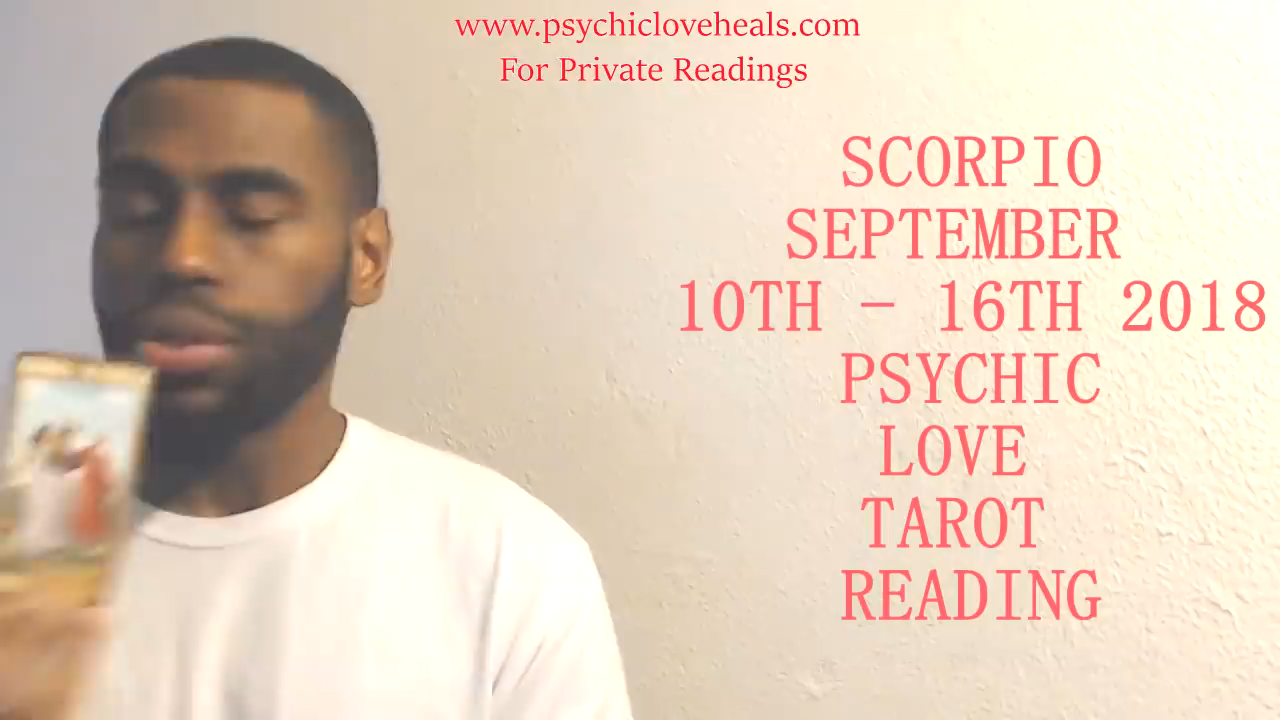 www.psychicloveheals.com
For Private Readings
SCORPIO
SEPTEMBER
10TH - 16TH 2018
PSYCHIC
LOVE
TAROT
READING